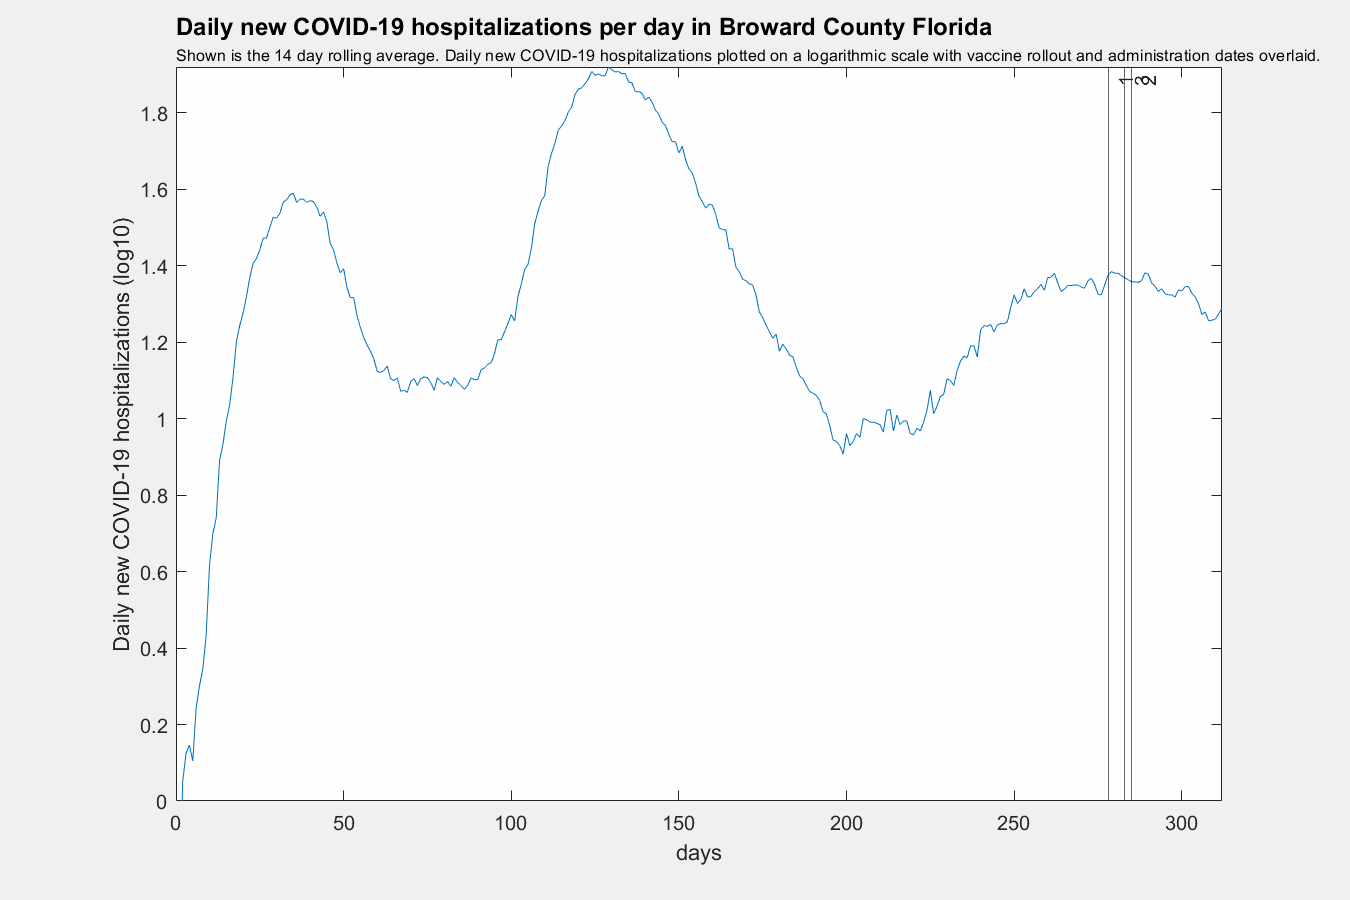 Daily new COVID-19 hospitalizations per day in Broward County Florida
Shown is the 14 day rolling average. Daily new COVID-19 hospitalizations plotted on a logarithmic scale with vaccine rollout and administration dates overlaid.
Daily new COVID-19 hospitalizations (log10)
1.8
1.6
1.4
1.2
1
0.8
0.6
0.4
0.2
0
1
2
0 50 100 150 200 250 300
days